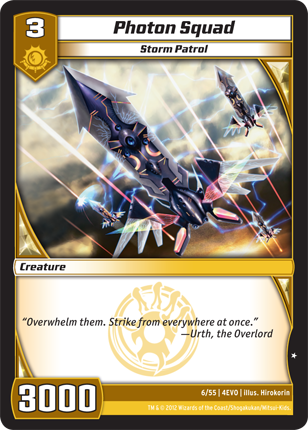 3
Photon Squad
Storm Patrol
Creature
“Overwhelm them. Strike from everywhere at once.”
—Urth, the Overlord
3000
6/55 | 4EVO | illus. Hirokorin
TM & © 2012 Wizards of the Coast/Shogakukan/Mitsui-Kids